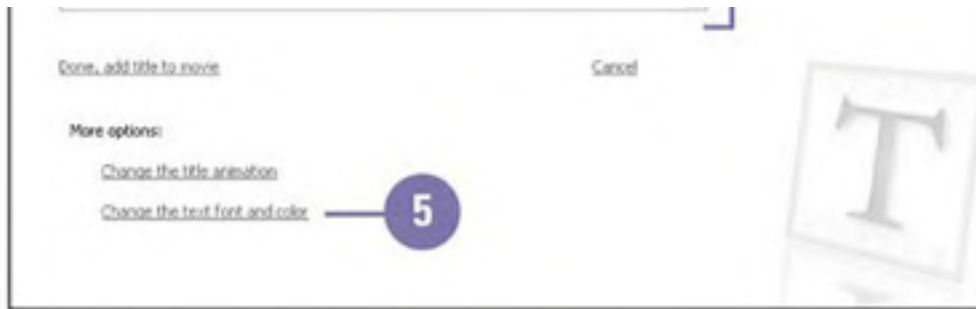 Done, add title to movie Cancel
More options:
Change the title animation
Change the text font and color 5
T